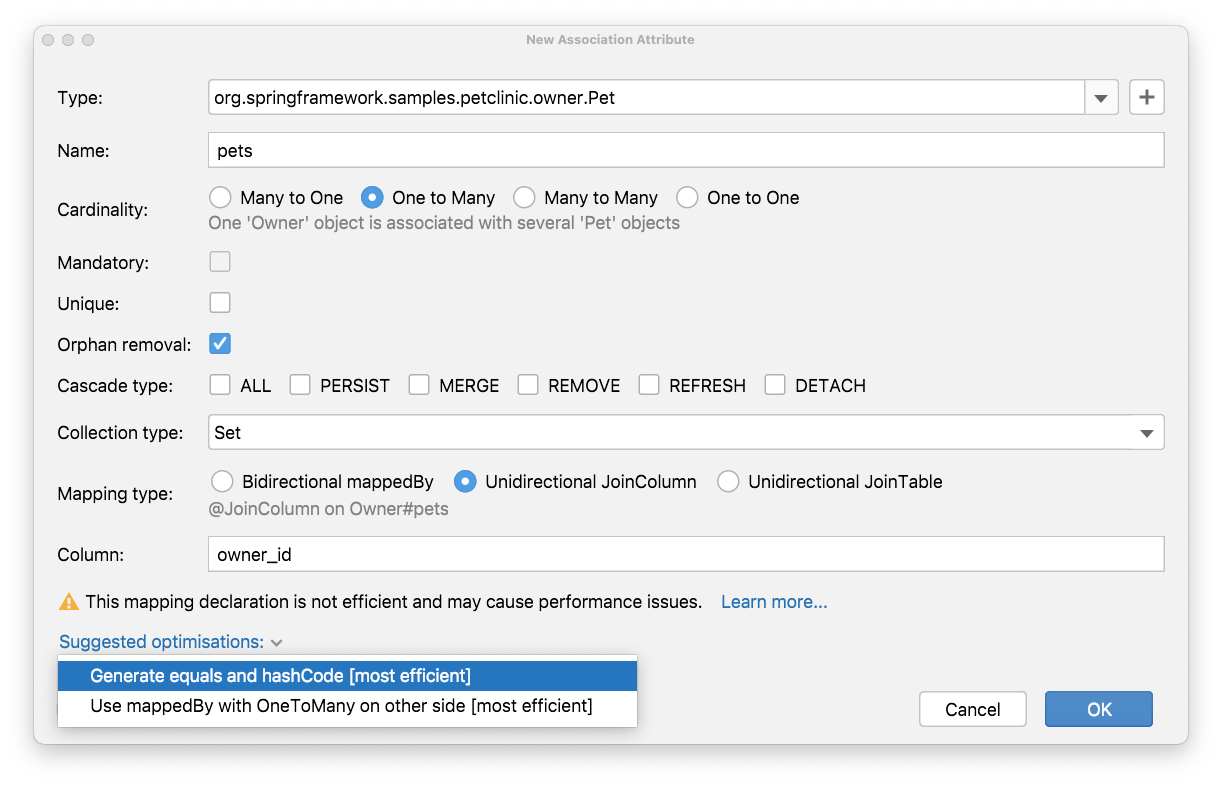 New Association Attribute
Type: org.springframework.samples.petclinic.owner.Pet
Name: pets
Cardinality: Many to One One to Many Many to Many One to One
One 'Owner' object is associated with several 'Pet' objects
Mandatory:
Unique:
Orphan removal:
Cascade type: ALL PERSIST MERGE REMOVE REFRESH DETACH
Collection type: Set
Mapping type: Bidirectional mappedBy Unidirectional JoinColumn Unidirectional JoinTable
@JoinColumn on Owner#pets
Column: owner_id
This mapping declaration is not efficient and may cause performance issues. Learn more...
Suggested optimisations:
Generate equals and hashCode [most efficient]
Use mappedBy with OneToMany on other side [most efficient]
Cancel OK